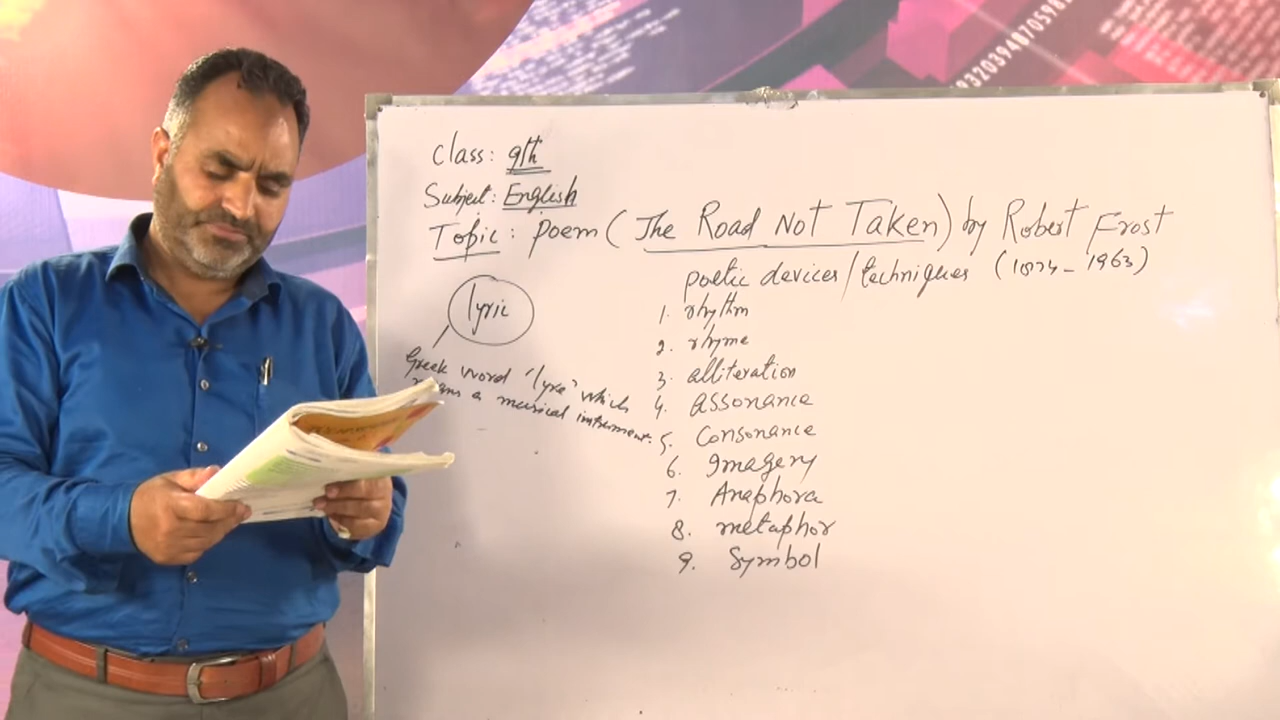 Class: 9th
Subject: English
Topic: Poem (The Road Not Taken) by Robert Frost
poetic devices/techniques (1874-1963)
lyric
Greek word 'lyre' which
means a musical instrument.
1. rhythm
2. rhyme
3. alliteration
4. assonance
5. Consonance
6. Imagery
7. Anaphora
8. metaphor
9. Symbol
932039487059